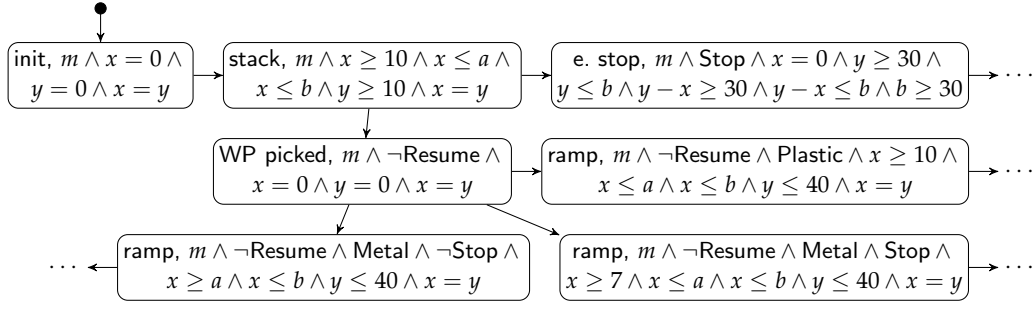 init, m ∧ x = 0 ∧
y = 0 ∧ x = y
stack, m ∧ x ≥ 10 ∧ x ≤ a ∧
x ≤ b ∧ y ≥ 10 ∧ x = y
e. stop, m ∧ Stop ∧ x = 0 ∧ y ≥ 30 ∧
y ≤ b ∧ y − x ≥ 30 ∧ y − x ≤ b ∧ b ≥ 30
· · ·
WP picked, m ∧ ¬Resume ∧
x = 0 ∧ y = 0 ∧ x = y
ramp, m ∧ ¬Resume ∧ Plastic ∧ x ≥ 10 ∧
x ≤ a ∧ x ≤ b ∧ y ≤ 40 ∧ x = y
· · ·
· · ·
ramp, m ∧ ¬Resume ∧ Metal ∧ ¬Stop ∧
x ≥ a ∧ x ≤ b ∧ y ≤ 40 ∧ x = y
ramp, m ∧ ¬Resume ∧ Metal ∧ Stop ∧
x ≥ 7 ∧ x ≤ a ∧ x ≤ b ∧ y ≤ 40 ∧ x = y
· · ·